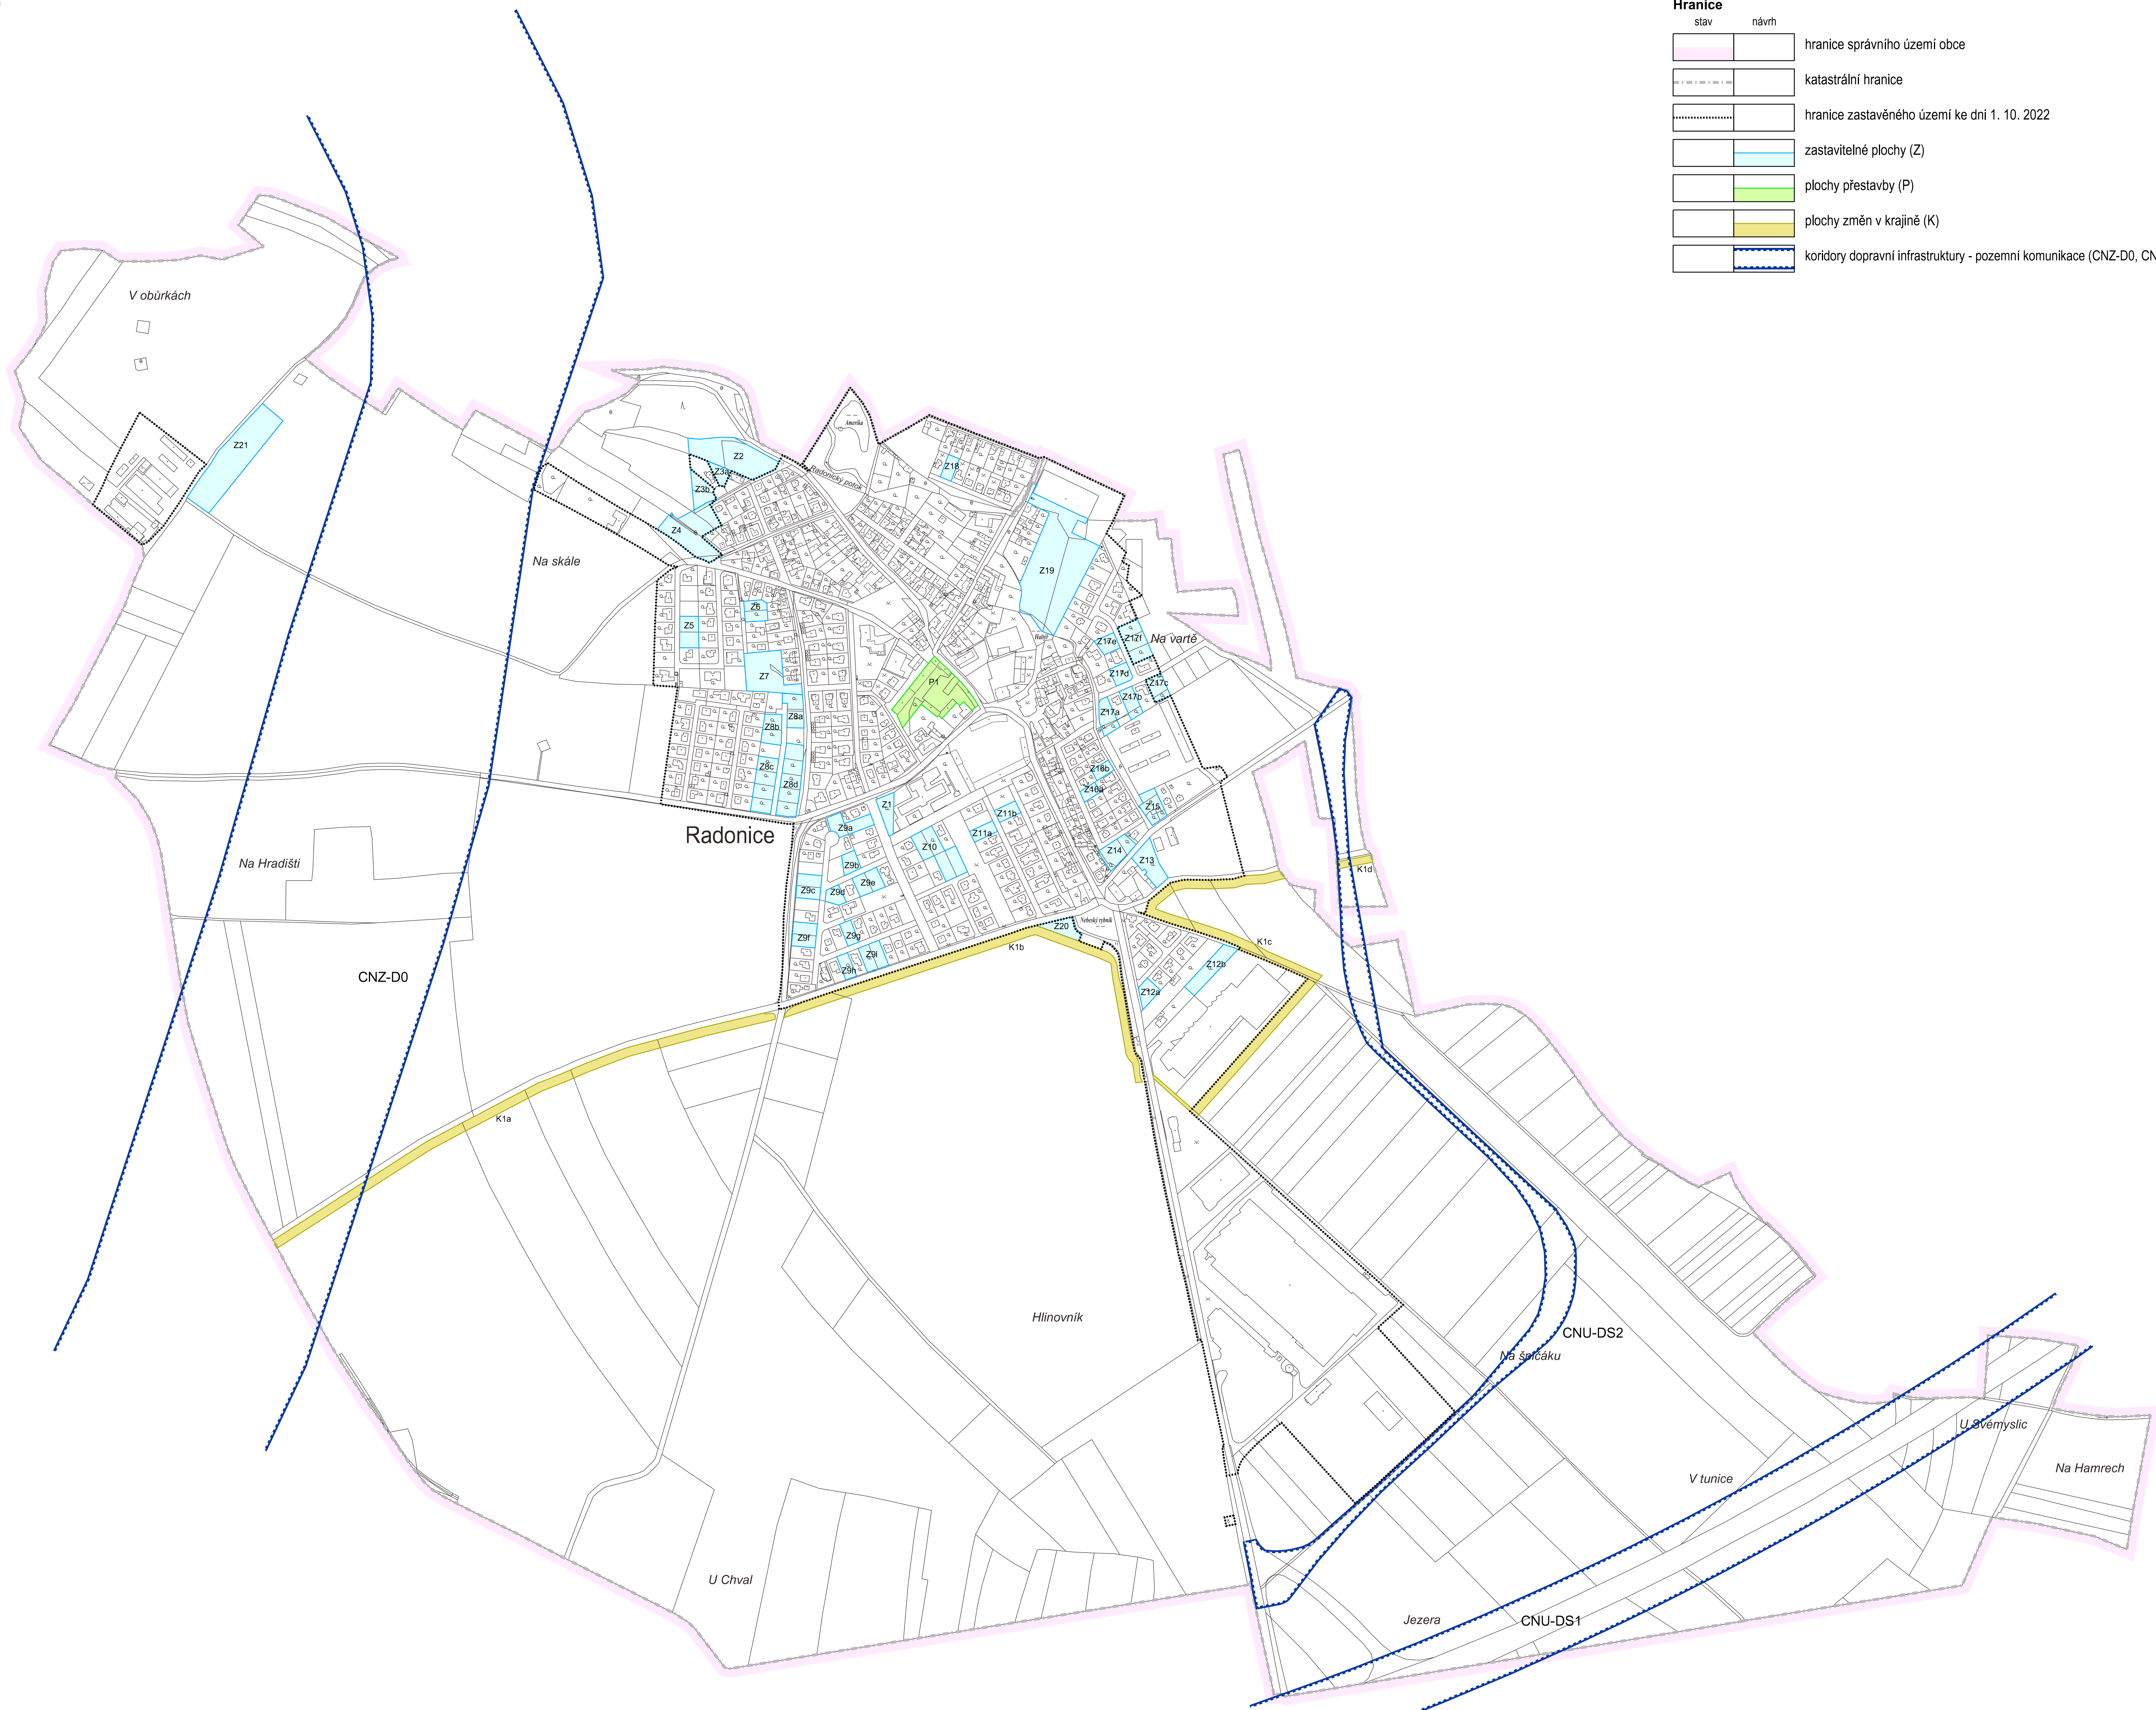 Hranice
stav návrh
hranice správního území obce
katastrální hranice
hranice zastavěného území ke dni 1. 10. 2022
zastavitelné plochy (Z)
plochy přestavby (P)
plochy změn v krajině (K)
koridory dopravní infrastruktury - pozemní komunikace (CNZ-D0, CN
V obůrkách
Z21
Amerika
Z2
Z18
Z3a
Radonický potok
Z3b
Z4
Na skále
Z19
Z6
Z5
Habeš
Z17e
Z17f
Na vartě
Z7
Z17d
P1
Z17c
Z17b
Z8a
Z17a
Z8b
Z8c
Z16b
Z8d
Z16a
Z1
Z15
Z11b
Z9a
Z11a
Radonice
Z10
Z14
Z13
Na Hradišti
Z9b
K1d
Z9e
Z9c
Z9d
Nebeský rybník
Z20
Z9g
Z9f
K1c
K1b
Z9i
Z12b
Z9h
CNZ-D0
Z12a
K1a
Hlinovník
CNU-DS2
Na špičáku
U Svémyslic
Na Hamrech
V tunice
U Chval
Jezera
CNU-DS1